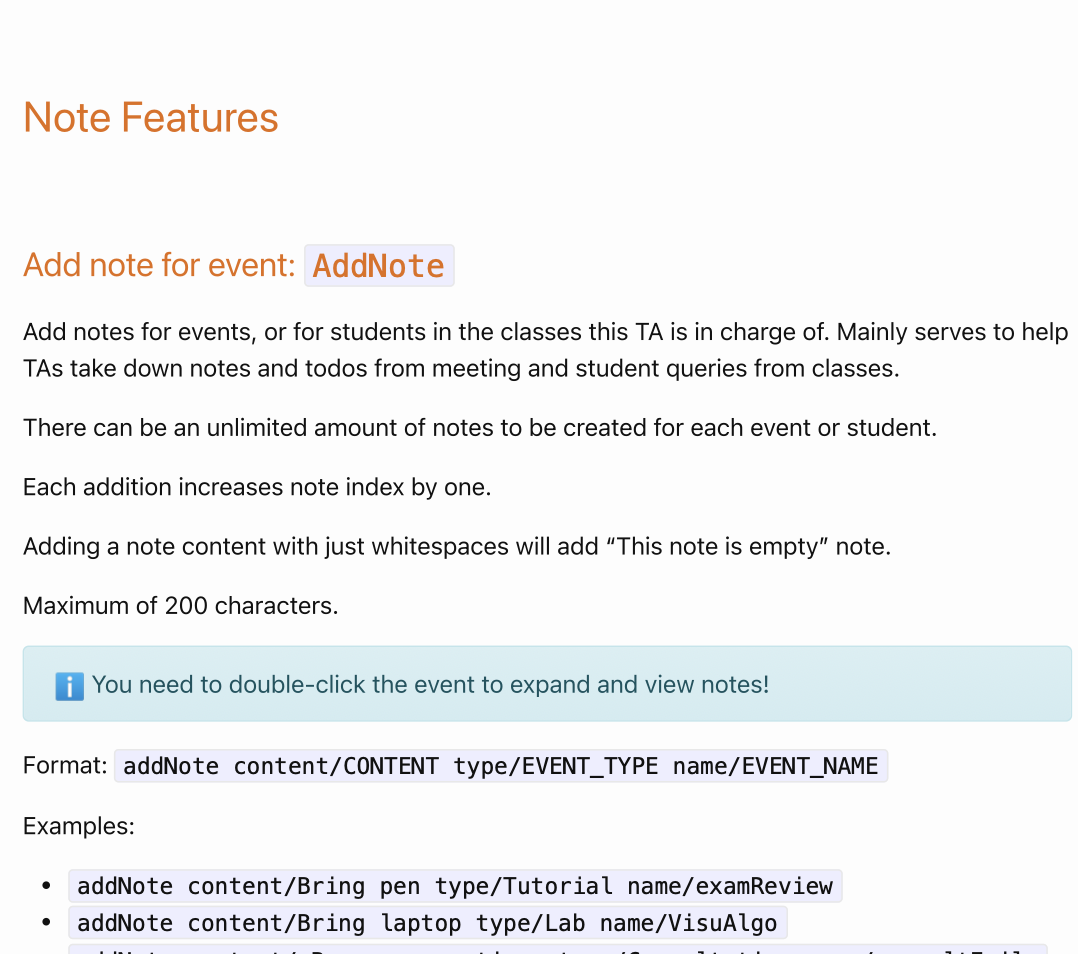 Note Features
Add note for event: AddNote
Add notes for events, or for students in the classes this TA is in charge of. Mainly serves to help
TAs take down notes and todos from meeting and student queries from classes.
There can be an unlimited amount of notes to be created for each event or student.
Each addition increases note index by one.
Adding a note content with just whitespaces will add “This note is empty” note.
Maximum of 200 characters.
ℹ️ You need to double-click the event to expand and view notes!
Format: addNote content/CONTENT type/EVENT_TYPE name/EVENT_NAME
Examples:
• addNote content/Bring pen type/Tutorial name/examReview
• addNote content/Bring laptop type/Lab name/VisuAlgo